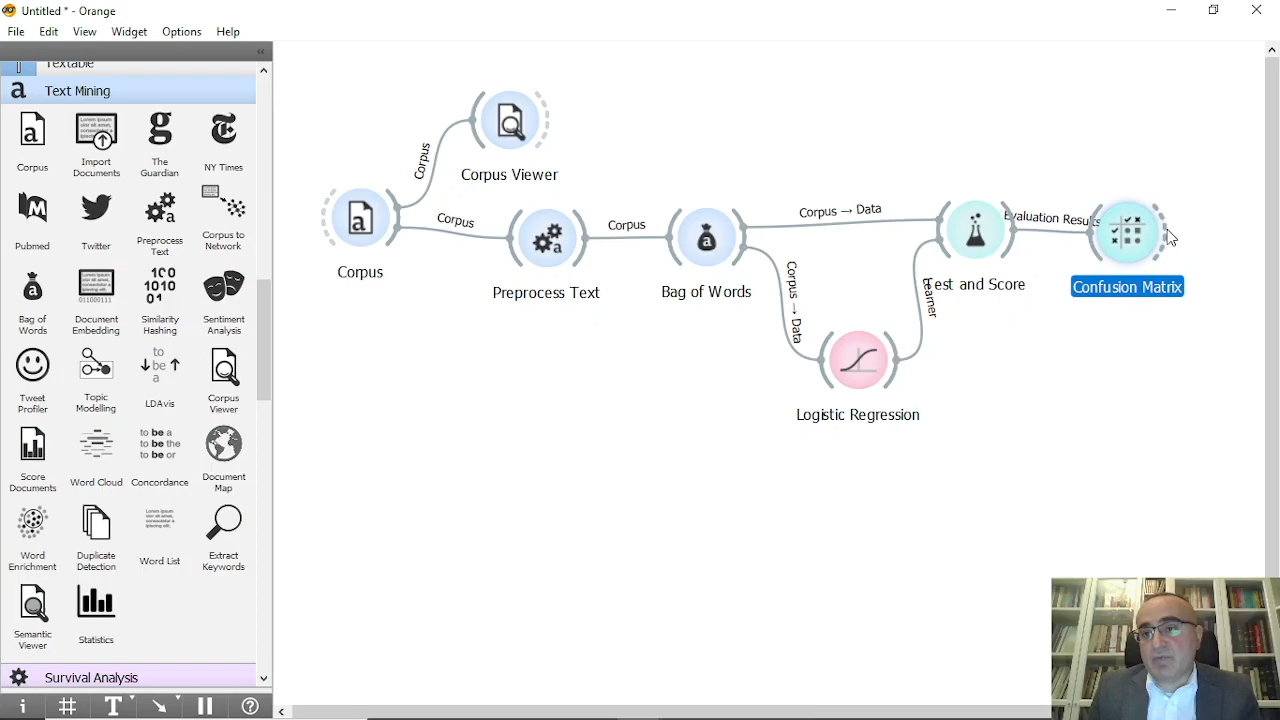 Untitled * - Orange
File Edit View Widget Options Help
Textable
a Text Mining
Corpus
Import Documents
The Guardian
NY Times
Pubmed
Twitter
Preprocess Text
Corpus to Network
Bag of Words
Document Embedding
Similarity Hashing
Sentiment Analysis
Tweet Profiler
Topic Modelling
LDAvis
Corpus Viewer
Score Documents
Word Cloud
Concordance
Document Map
Word Enrichment
Duplicate Detection
Word List
Extract Keywords
Semantic Viewer
Statistics
Survival Analysis
Corpus
Corpus Viewer
Corpus
Corpus
Preprocess Text
Corpus
Bag of Words
Corpus → Data
Corpus → Data
Logistic Regression
Learner
Test and Score
Evaluation Results
Confusion Matrix